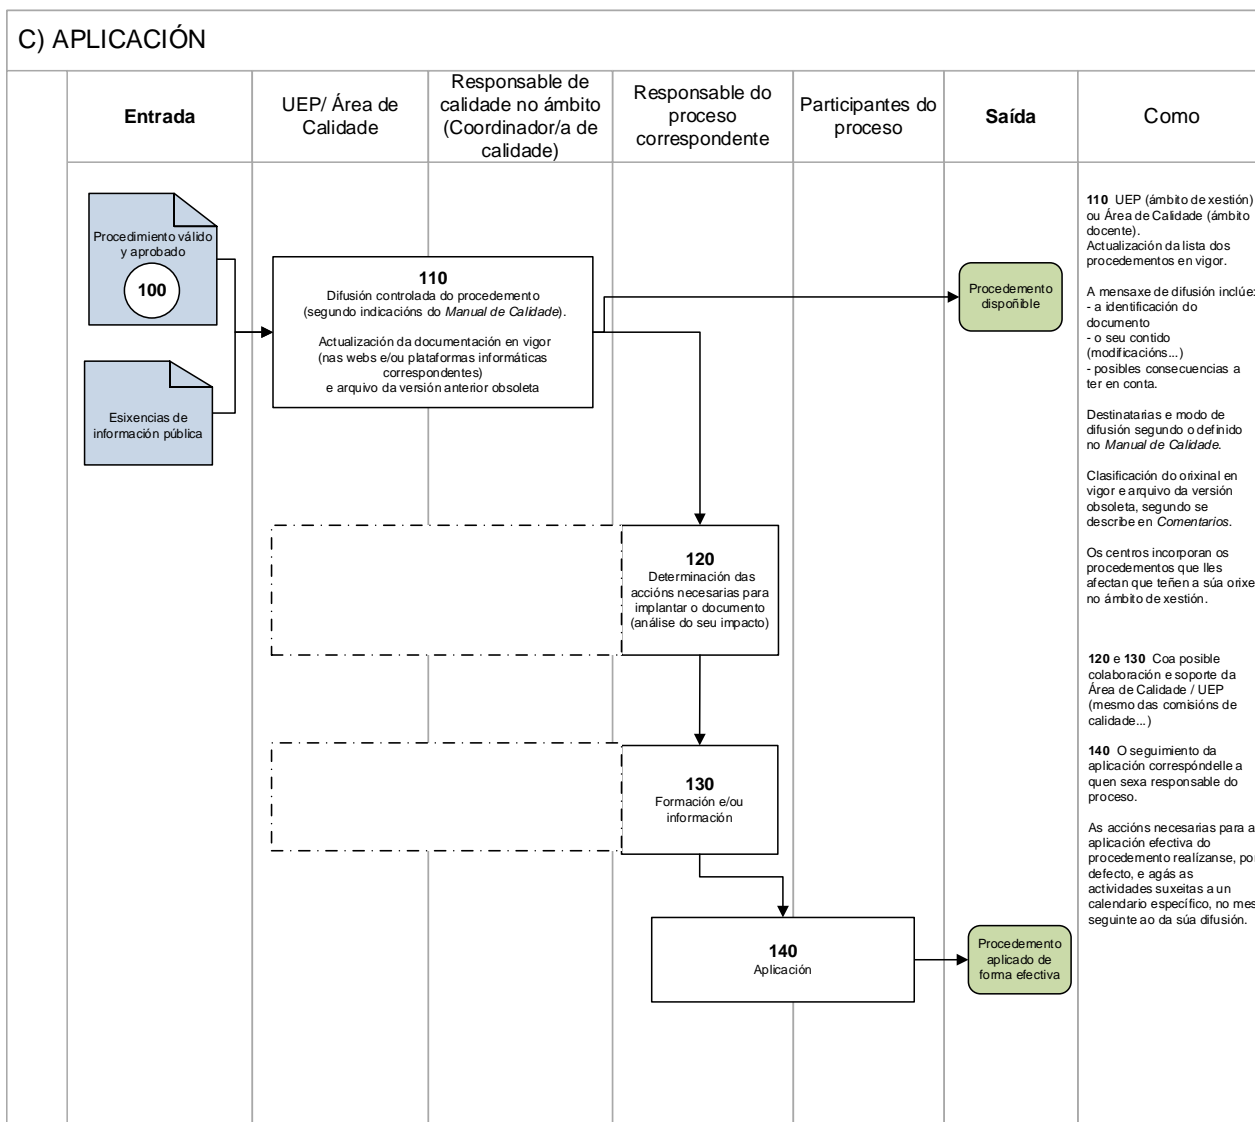 C) APLICACIÓN
Entrada
UEP/ Área de
Calidade
Responsable de
calidade no ámbito
(Coordinador/a de
calidade)
Responsable do
proceso
correspondente
Participantes do
proceso
Saída
Como
Procedimiento válido
y aprobado
100
Esixencias de
información pública
110
Difusión controlada do procedemento
(segundo indicacións do Manual de Calidade).
Actualización da documentación en vigor
(nas webs e/ou plataformas informáticas
correspondentes)
e arquivo da versión anterior obsoleta
Procedemento
dispoñible
120
Determinación das
accións necesarias para
implantar o documento
(análise do seu impacto)
130
Formación e/ou
información
140
Aplicación
Procedemento
aplicado de
forma efectiva
110 UEP (ámbito de xestión)
ou Área de Calidade (ámbito
docente).
Actualización da lista dos
procedementos en vigor.
A mensaxe de difusión inclúe:
- a identificación do
documento
- o seu contido
(modificacións...)
- posibles consecuencias a
ter en conta.
Destinatarias e modo de
difusión segundo o definido
no Manual de Calidade.
Clasificación do orixinal en
vigor e arquivo da versión
obsoleta, segundo se
describe en Comentarios.
Os centros incorporan os
procedementos que lles
afectan que teñen a súa orixe
no ámbito de xestión.
120 e 130 Coa posible
colaboración e soporte da
Área de Calidade / UEP
(mesmo das comisións de
calidade...)
140 O seguimiento da
aplicación correspóndelle a
quen sexa responsable do
proceso.
As accións necesarias para a
aplicación efectiva do
procedemento realízanse, por
defecto, e agás as
actividades suxeitas a un
calendario específico, no mes
seguinte ao da súa difusión.